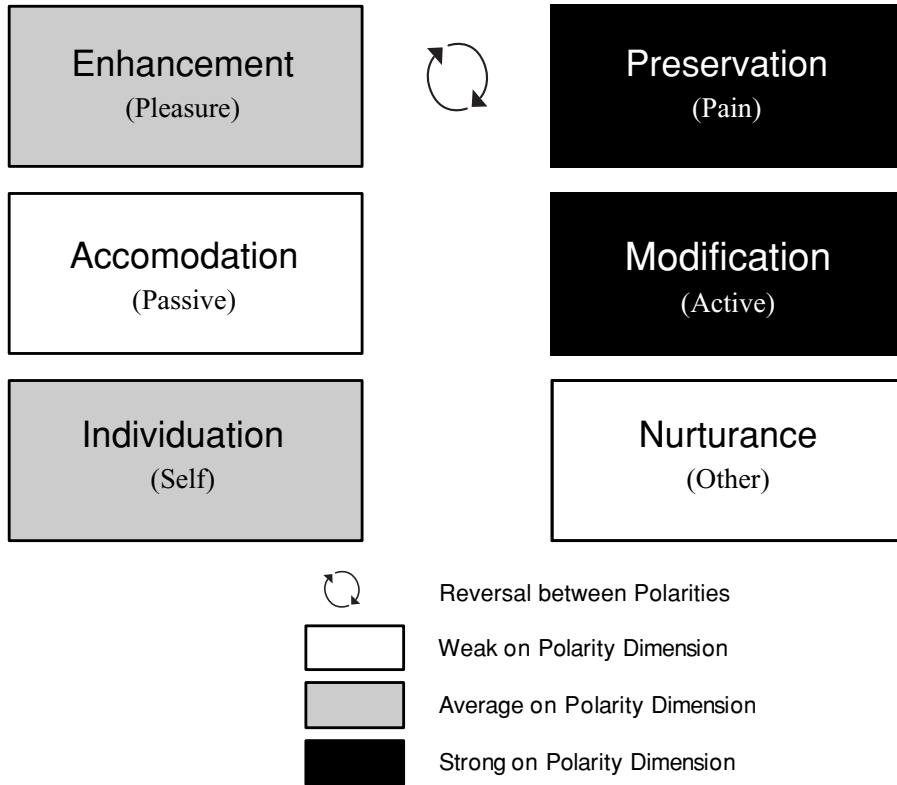 Enhancement
(Pleasure)
Preservation
(Pain)
Accomodation
(Passive)
Modification
(Active)
Individuation
(Self)
Nurturance
(Other)
Reversal between Polarities
Weak on Polarity Dimension
Average on Polarity Dimension
Strong on Polarity Dimension